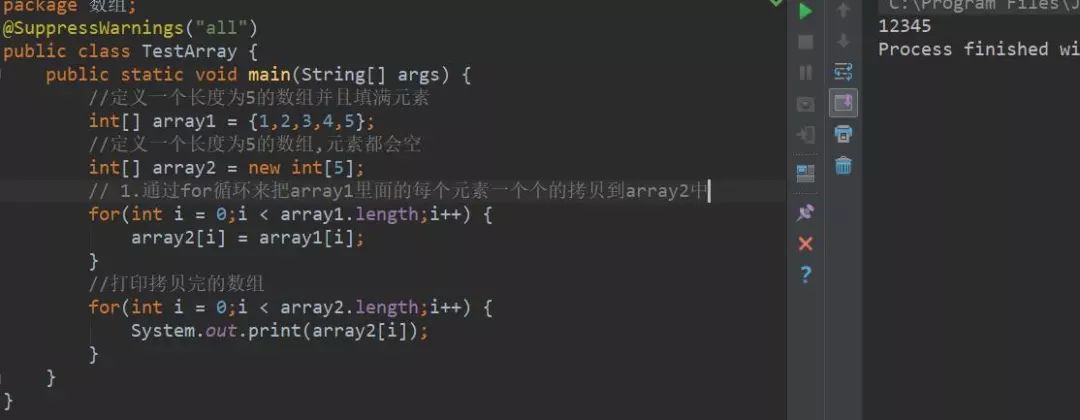 package 数组;
@SuppressWarnings("all")
public class TestArray {
public static void main(String[] args) {
//定义一个长度为5的数组并且填满元素
int[] array1 = {1,2,3,4,5};
//定义一个长度为5的数组,元素都会空
int[] array2 = new int[5];
// 1.通过for循环来把array1里面的每个元素一个个的拷贝到array2中
for(int i = 0;i < array1.length;i++) {
array2[i] = array1[i];
}
//打印拷贝完的数组
for(int i = 0;i < array2.length;i++) {
System.out.print(array2[i]);
}
}
}
C:\Program Files\J
12345
Process finished wi